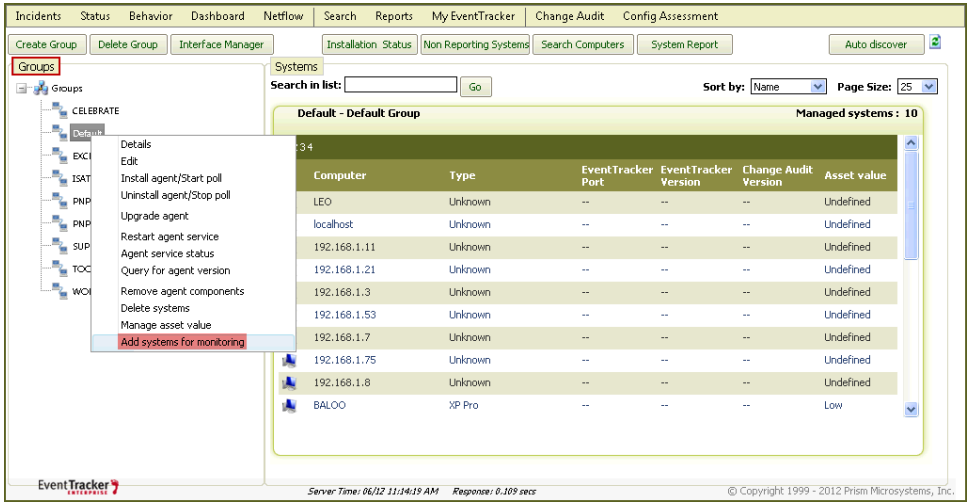 Incidents Status Behavior Dashboard Netflow Search Reports My EventTracker Change Audit Config Assessment
Create Group Delete Group Interface Manager Installation Status Non Reporting Systems Search Computers System Report Auto discover
Groups
Groups
CELEBRATE
Default
EXC
ISAT
PNP
PNP
SUP
TOO
WO
Details
Edit
Install agent/Start poll
Uninstall agent/Stop poll
Upgrade agent
Restart agent service
Agent service status
Query for agent version
Remove agent components
Delete systems
Manage asset value
Add systems for monitoring
Systems
Search in list: Go Sort by: Name Page Size: 25
Default - Default Group Managed systems : 10
234
Computer Type EventTracker Port EventTracker Version Change Audit Version Asset value
LEO Unknown -- -- -- Undefined
localhost Unknown -- -- -- Undefined
192.168.1.11 Unknown -- -- -- Undefined
192.168.1.21 Unknown -- -- -- Undefined
192.168.1.3 Unknown -- -- -- Undefined
192.168.1.53 Unknown -- -- -- Undefined
192.168.1.7 Unknown -- -- -- Undefined
192.168.1.75 Unknown -- -- -- Undefined
192.168.1.8 Unknown -- -- -- Undefined
BALOO XP Pro -- -- -- Low
EventTracker ENTERPRISE Server Time: 06/12 11:14:19 AM Response: 0.109 secs © Copyright 1999 - 2012 Prism Microsystems, Inc.